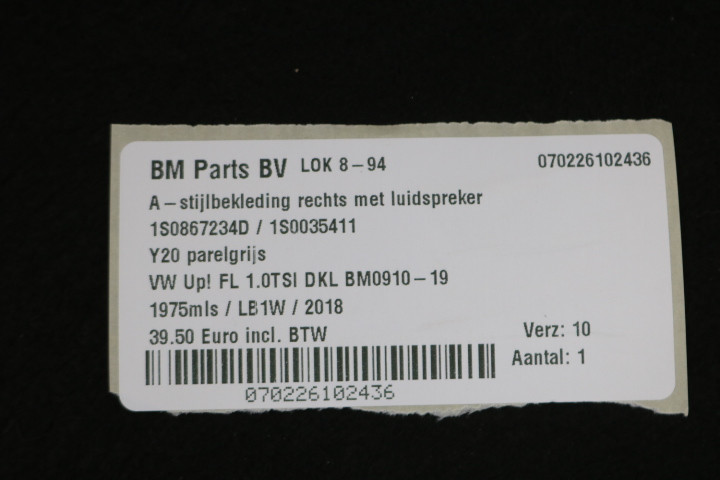 BM Parts BV LOK 8-94 070226102436
A-stijlbekleding rechts met luidspreker
1S0867234D / 1S0035411
Y20 parelgrijs
VW Up! FL 1.0TSI DKL BM0910-19
1975mls / LB1W / 2018
39.50 Euro incl. BTW Verz: 10
Aantal: 1
070226102436